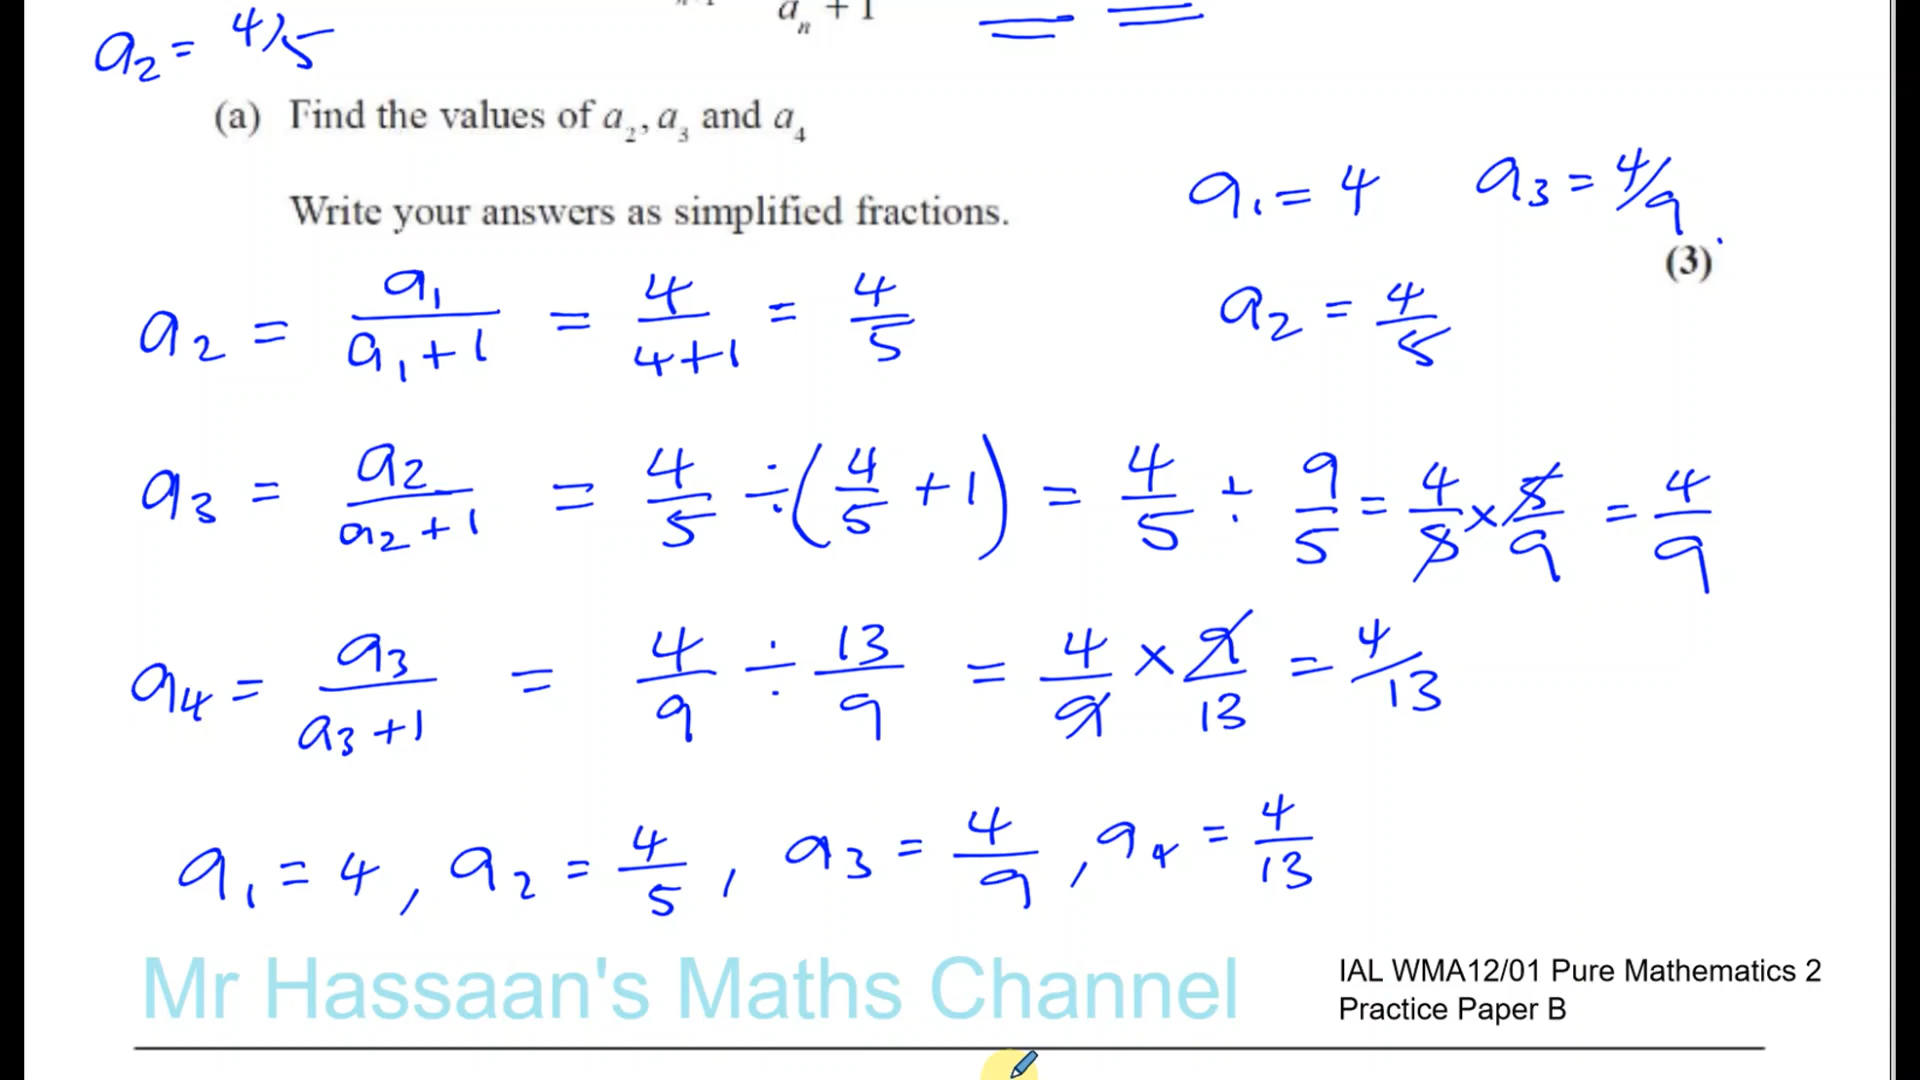 aₙ + 1
a₂ = 4/5
(a) Find the values of a₂, a₃ and a₄
Write your answers as simplified fractions.
a₁ = 4 a₃ = 4/9
(3)
a₂ = 4/5
a₂ = a₁/(a₁+1) = 4/(4+1) = 4/5
a₃ = a₂/(a₂+1) = 4/5 ÷ (4/5 + 1) = 4/5 ÷ 9/5 = 4/5 × 5/9 = 4/9
a₄ = a₃/(a₃+1) = 4/9 ÷ 13/9 = 4/9 × 9/13 = 4/13
a₁ = 4, a₂ = 4/5, a₃ = 4/9, a₄ = 4/13
Mr Hassaan's Maths Channel
IAL WMA12/01 Pure Mathematics 2
Practice Paper B